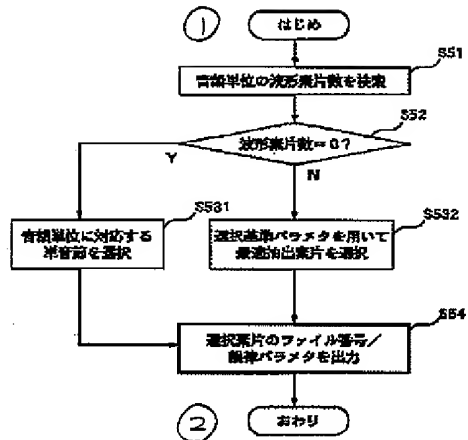 ① はじめ
S51
音韻単位の波形素片数を検索
S52
波形素片数=0?
Y
N
S531
音韻単位に対応する
単音節を選択
S532
選択基準パラメタを用いて
最適抽出素片を選択
S54
選択素片のファイル番号/
韻律パラメタを出力
② おわり